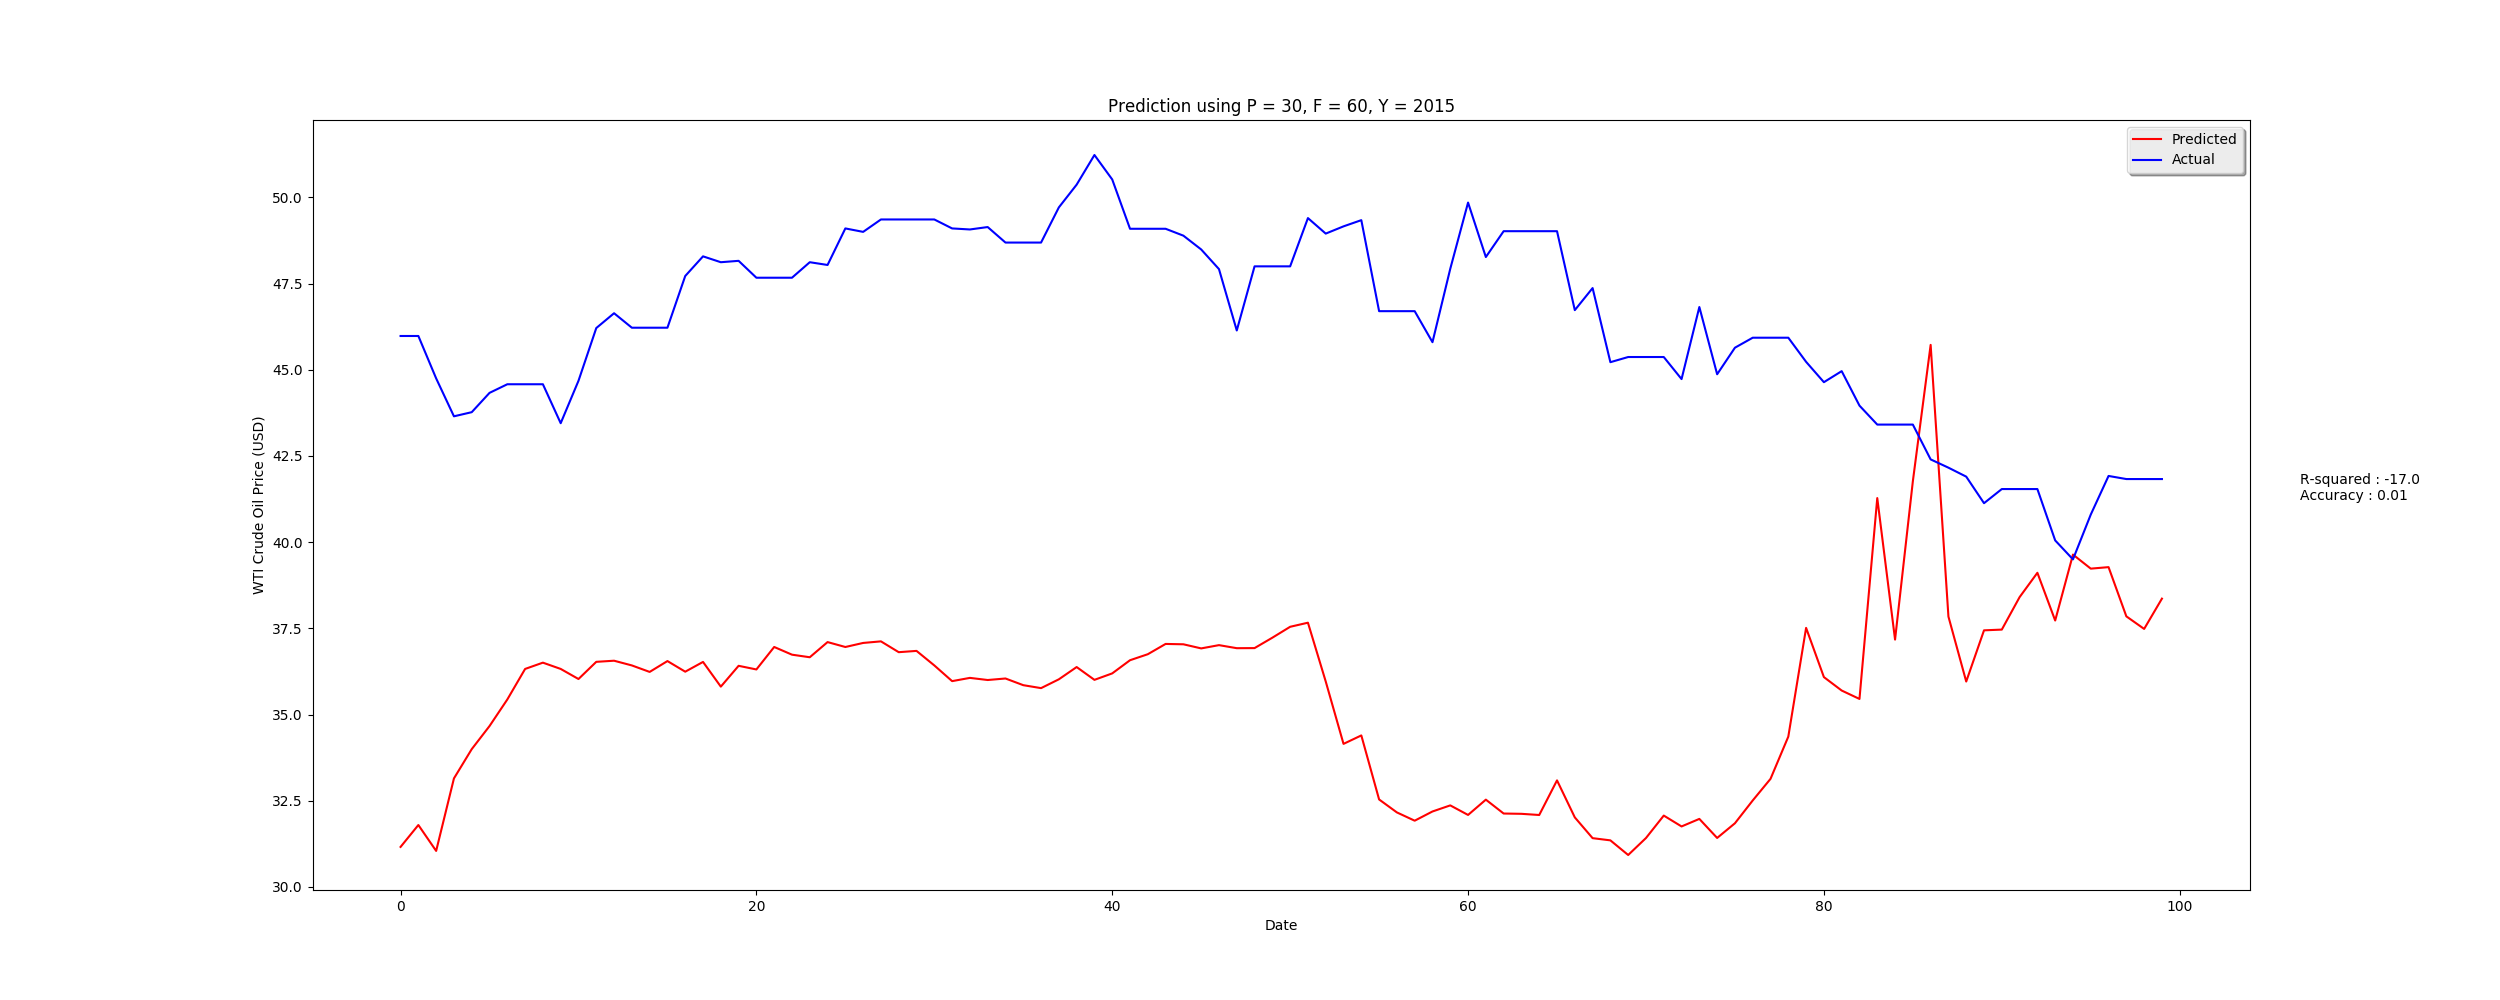 Prediction using P = 30, F = 60, Y = 2015
Predicted
Actual
WTI Crude Oil Price (USD)
50.0
47.5
45.0
42.5
40.0
37.5
35.0
32.5
30.0
0 20 40 60 80 100
Date
R-squared : -17.0
Accuracy : 0.01